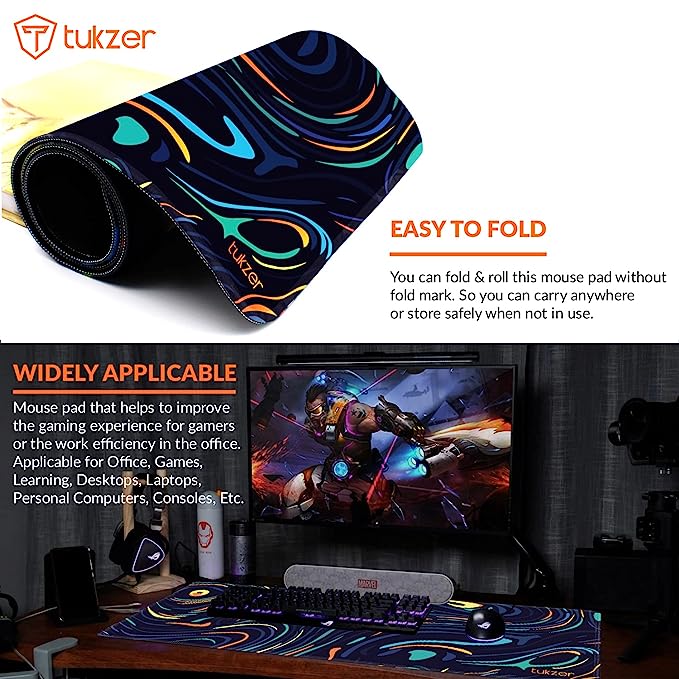 tukzer
tukzer
EASY TO FOLD
You can fold & roll this mouse pad without
fold mark. So you can carry anywhere
or store safely when not in use.
WIDELY APPLICABLE
Mouse pad that helps to improve
the gaming experience for gamers
or the work efficiency in the office.
Applicable for Office, Games,
Learning, Desktops, Laptops,
Personal Computers, Consoles, Etc.
MARVEL
tukzer